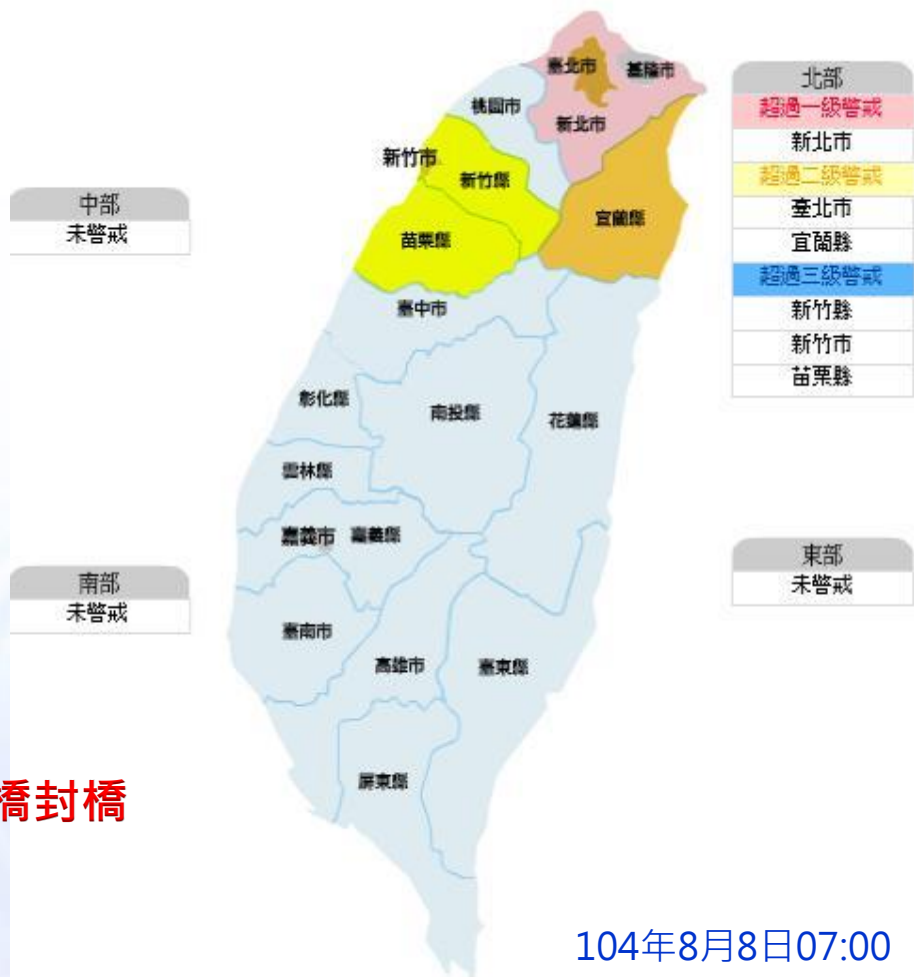 臺北市
基隆市
桃園市
新北市
新竹市
新竹縣
宜蘭縣
苗栗縣
臺中市
彰化縣
南投縣
花蓮縣
雲林縣
嘉義市
嘉義縣
臺南市
高雄市
臺東縣
屏東縣
北部
超過一級警戒
新北市
超過二級警戒
臺北市
宜蘭縣
超過三級警戒
新竹縣
新竹市
苗栗縣
中部
未警戒
東部
未警戒
南部
未警戒
橋封橋
104年8月8日07:00